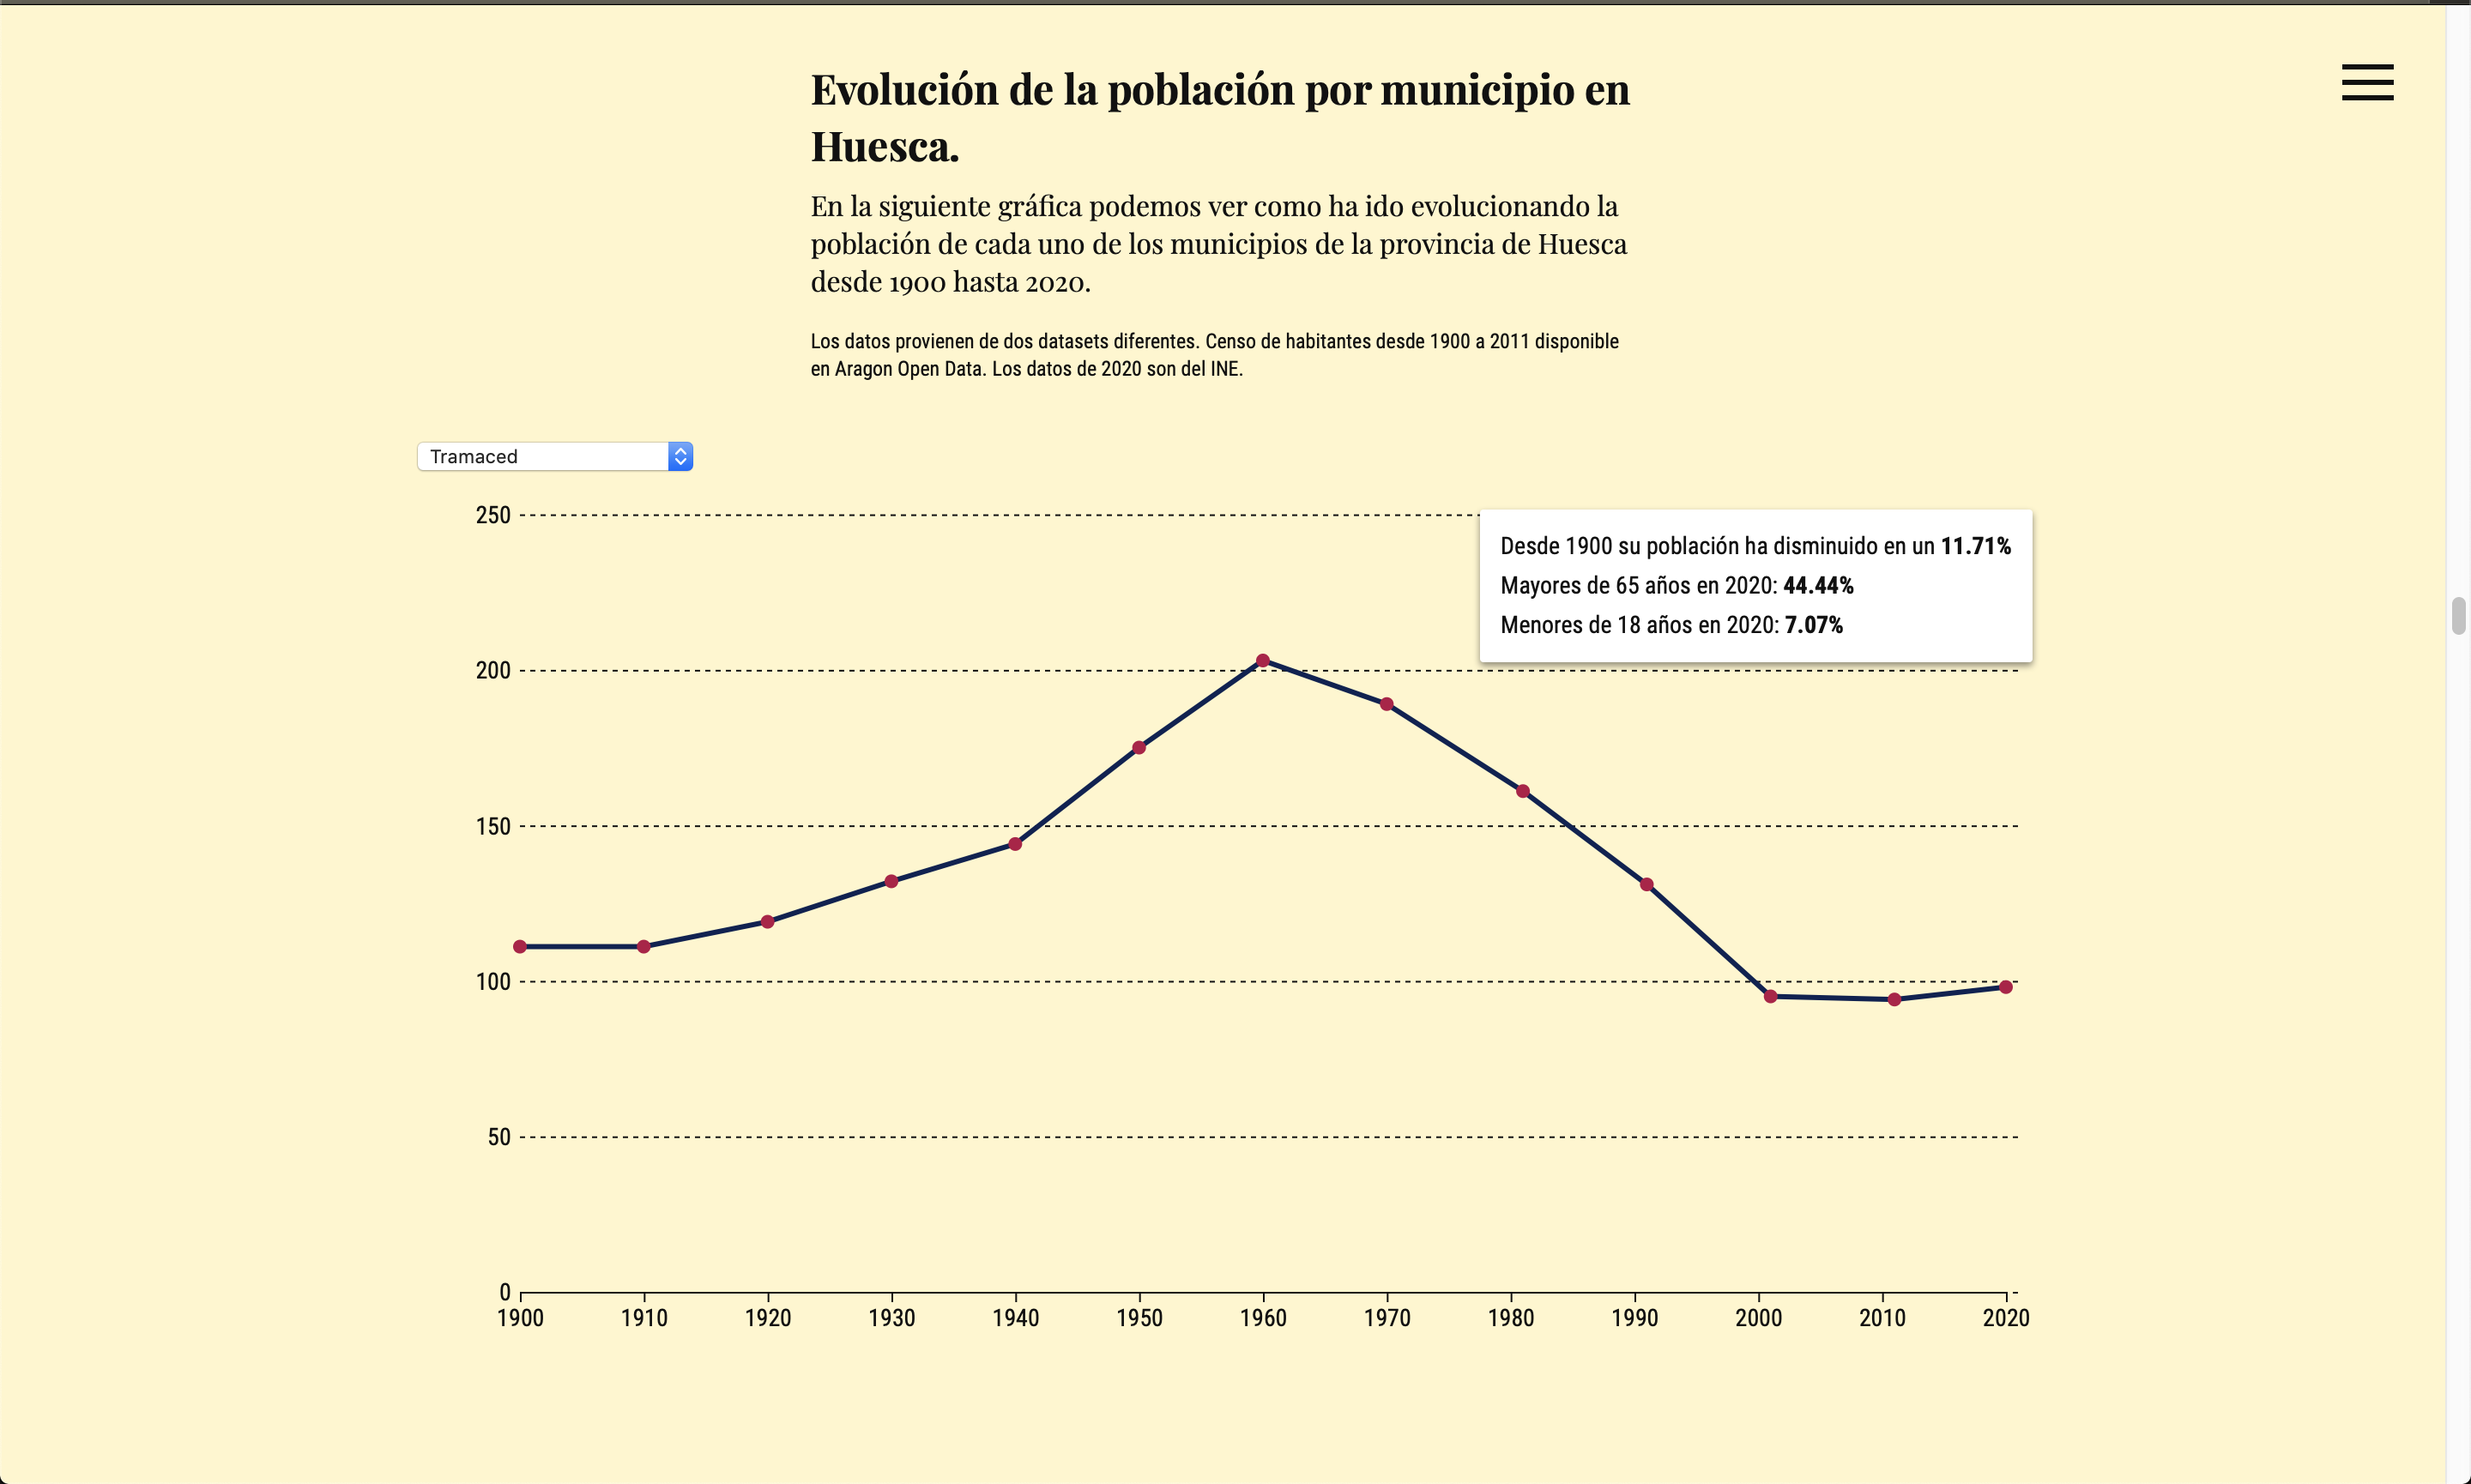 Evolución de la población por municipio en
Huesca.
En la siguiente gráfica podemos ver como ha ido evolucionando la
población de cada uno de los municipios de la provincia de Huesca
desde 1900 hasta 2020.
Los datos provienen de dos datasets diferentes. Censo de habitantes desde 1900 a 2011 disponible
en Aragon Open Data. Los datos de 2020 son del INE.
Tramaced
250
Desde 1900 su población ha disminuido en un 11.71%
Mayores de 65 años en 2020: 44.44%
Menores de 18 años en 2020: 7.07%
200
150
100
50
0
1900 1910 1920 1930 1940 1950 1960 1970 1980 1990 2000 2010 2020